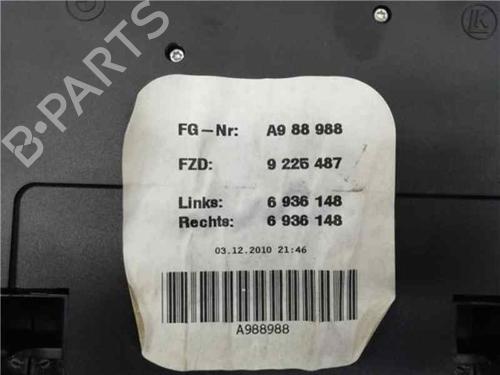 B-PARTS
FG-Nr: A9 88 988
FZD: 9 225 487
Links: 6 936 148
Rechts: 6 936 148
03.12.2010 21:46
A988988